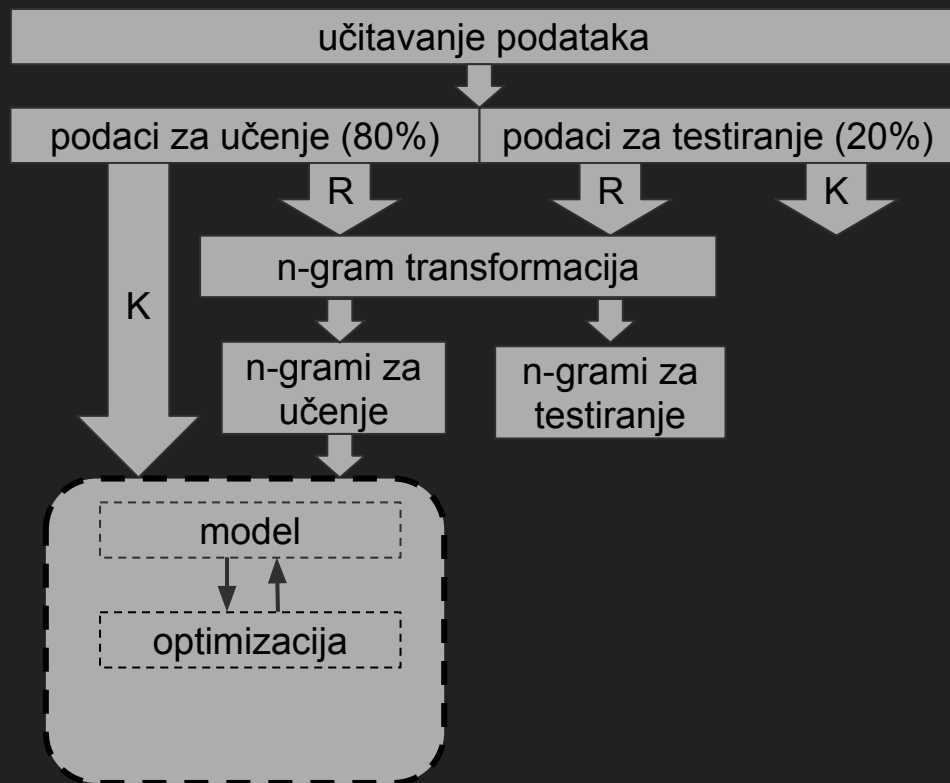 učitavanje podataka
podaci za učenje (80%)
podaci za testiranje (20%)
R
R
K
n-gram transformacija
K
n-grami za
učenje
n-grami za
testiranje
model
optimizacija